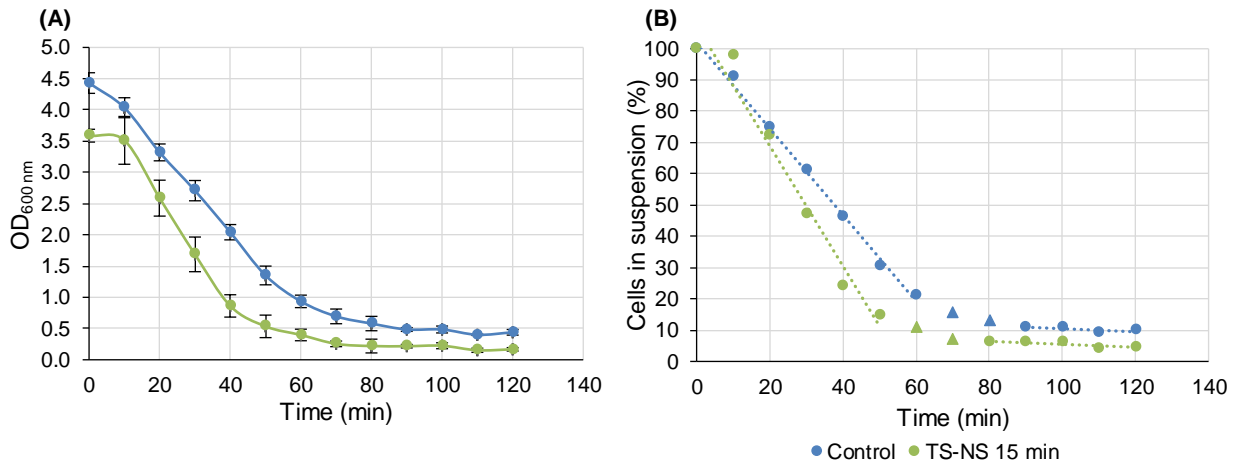 (A)
5.0
4.5
4.0
3.5
3.0
2.5
2.0
1.5
1.0
0.5
0.0
OD600 nm
0 20 40 60 80 100 120 140
Time (min)
(B)
100
90
80
70
60
50
40
30
20
10
0
Cells in suspension (%)
0 20 40 60 80 100 120 140
Time (min)
Control TS-NS 15 min